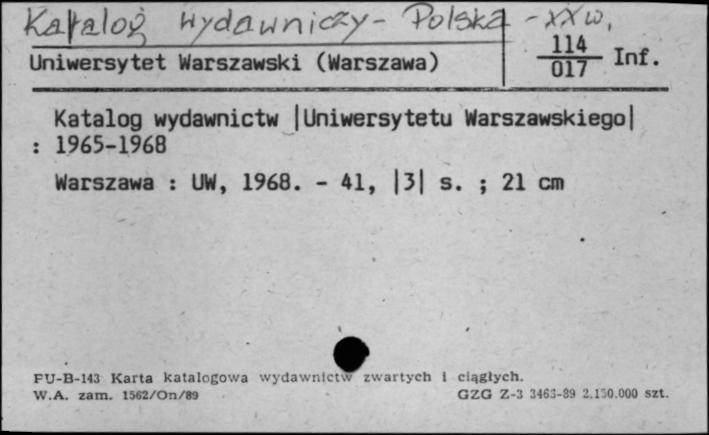 Katalog wydawniczy - Polska - XX w.
Uniwersytet Warszawski (Warszawa)
114
017 Inf.
Katalog wydawnictw |Uniwersytetu Warszawskiego|
: 1965-1968
Warszawa : UW, 1968. - 41, |3| s. ; 21 cm
PU-B-143 Karta katalogowa wydawnictw zwartych i ciągłych.
W.A. zam. 1562/On/89 GZG Z-3 3463-89 2.150.000 szt.